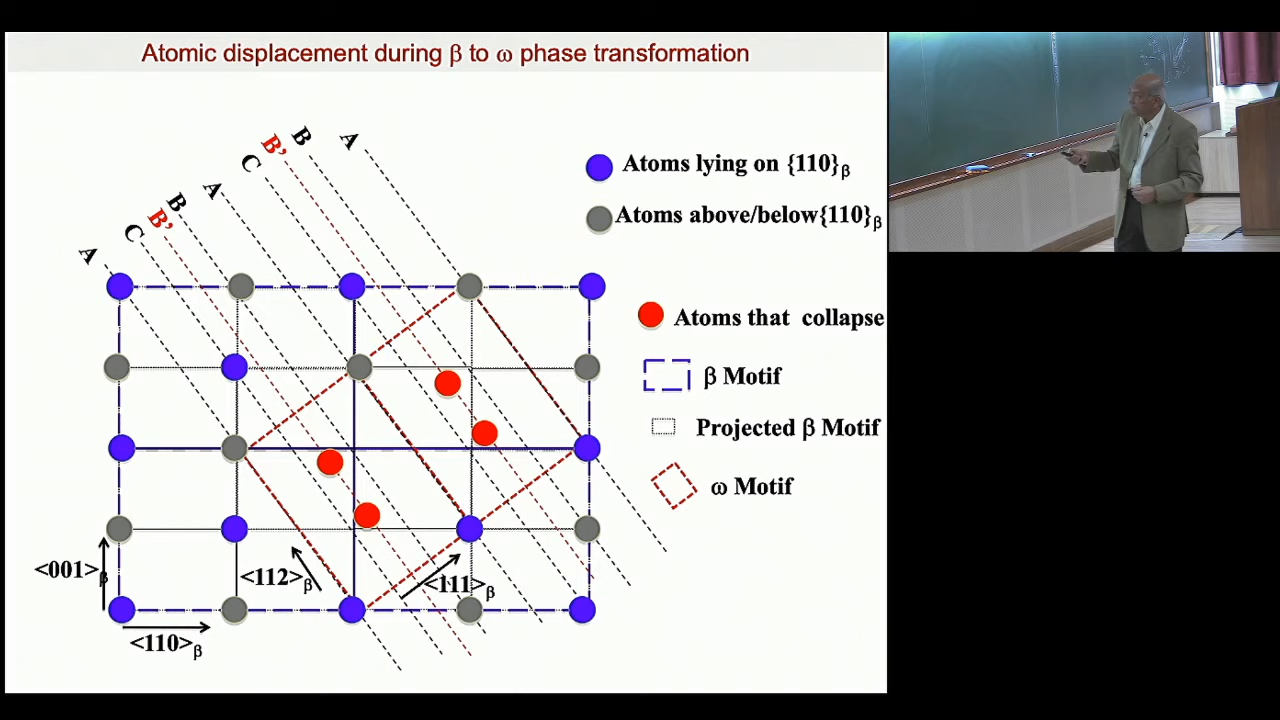 Atomic displacement during β to ω phase transformation
A
B
B’
C
A
B
B’
C
A
Atoms lying on {110}β
Atoms above/below{110}β
Atoms that collapse
β Motif
Projected β Motif
ω Motif
<001>β
<112>β
<111>β
<110>β